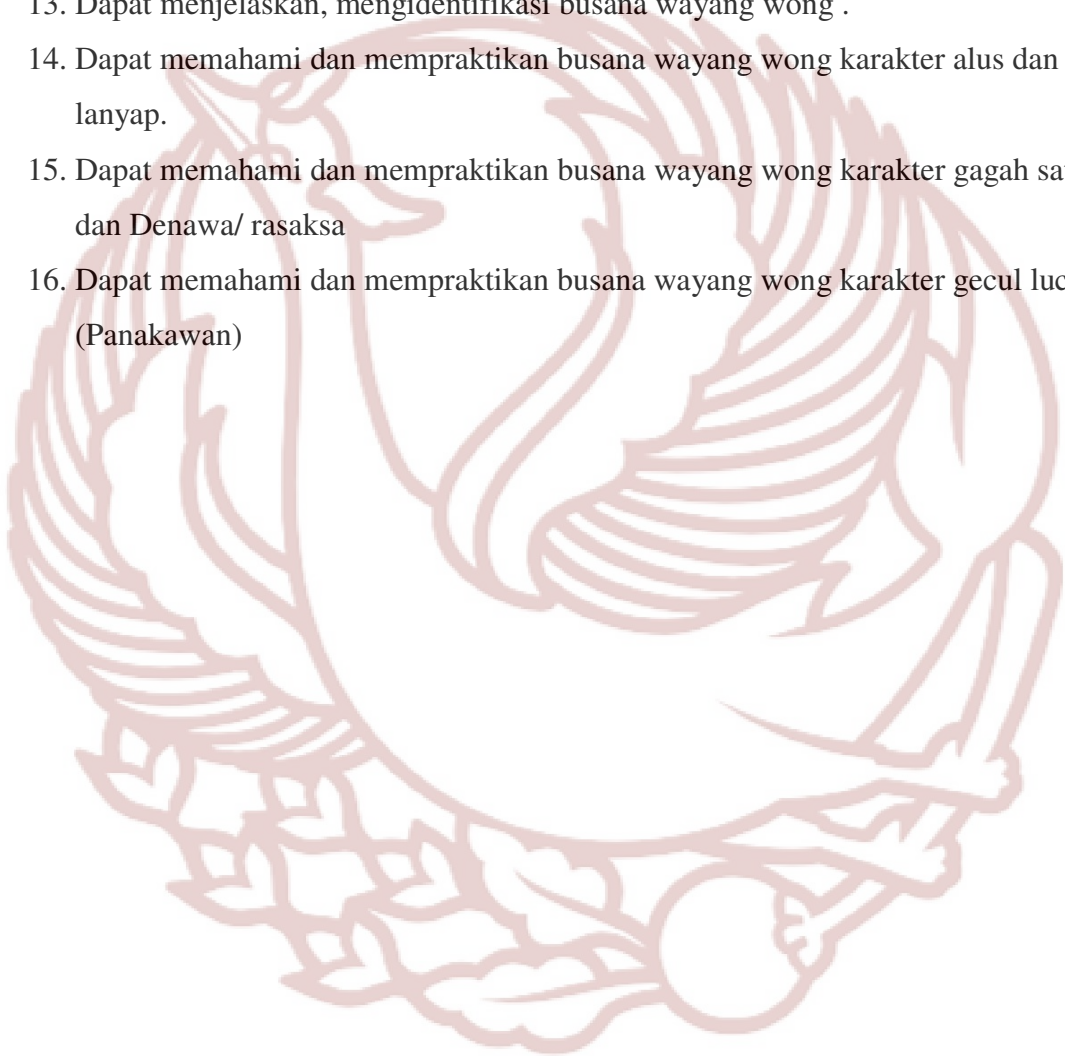 13. Dapat menjelaskan, mengidentifikasi busana wayang wong .
14. Dapat memahami dan mempraktikan busana wayang wong karakter alus dan
lanyap.
15. Dapat memahami dan mempraktikan busana wayang wong karakter gagah
dan Denawa/ rasaksa
16. Dapat memahami dan mempraktikan busana wayang wong karakter gecul
(Panakawan)